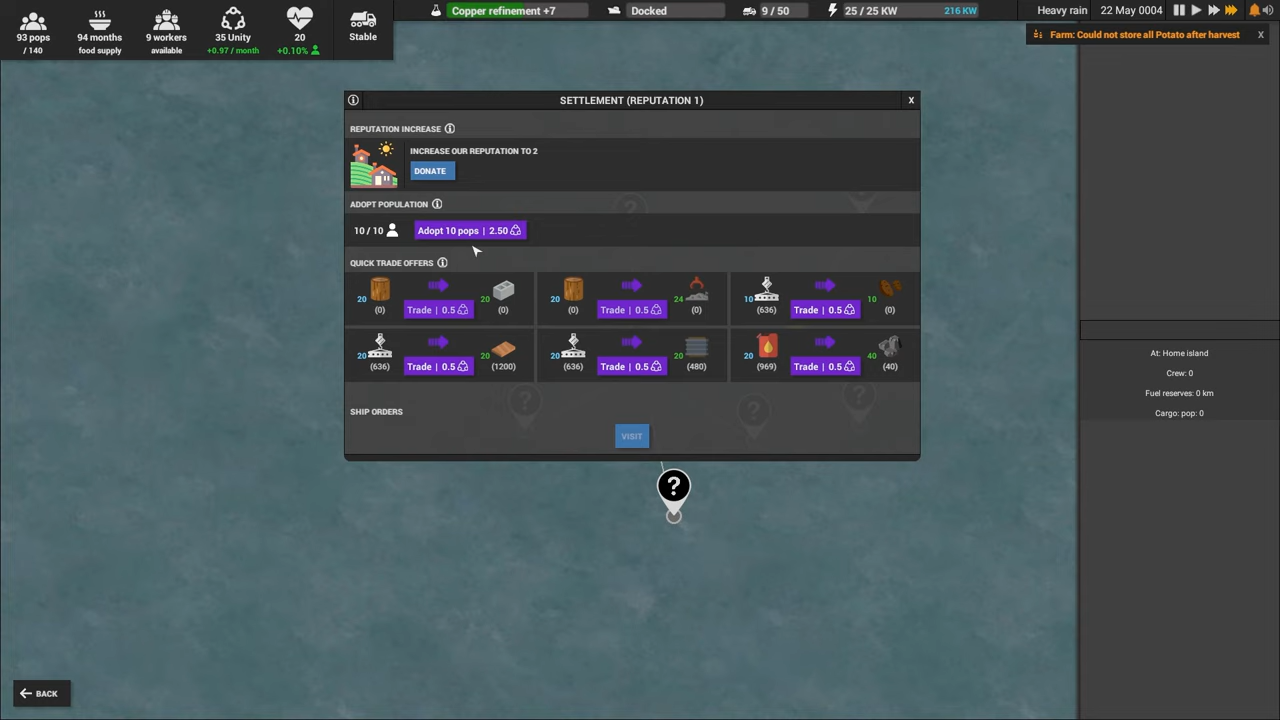 93 pops
/ 140
94 months
food supply
9 workers
available
35 Unity
+0.97 / month
20
+0.10%
Stable
Copper refinement +7
Docked
9 / 50
25 / 25 KW
216 KW
Heavy rain
22 May 0004
Farm: Could not store all Potato after harvest
X
SETTLEMENT (REPUTATION 1)
X
REPUTATION INCREASE
INCREASE OUR REPUTATION TO 2
DONATE
ADOPT POPULATION
10 / 10
Adopt 10 pops | 2.50
QUICK TRADE OFFERS
20
(0)
Trade | 0.5
20
(0)
20
(0)
Trade | 0.5
24
(0)
10
(636)
Trade | 0.5
10
(0)
20
(636)
Trade | 0.5
20
(1200)
20
(636)
Trade | 0.5
20
(480)
20
(969)
Trade | 0.5
40
(40)
SHIP ORDERS
VISIT
?
At: Home island
Crew: 0
Fuel reserves: 0 km
Cargo: pop: 0
BACK